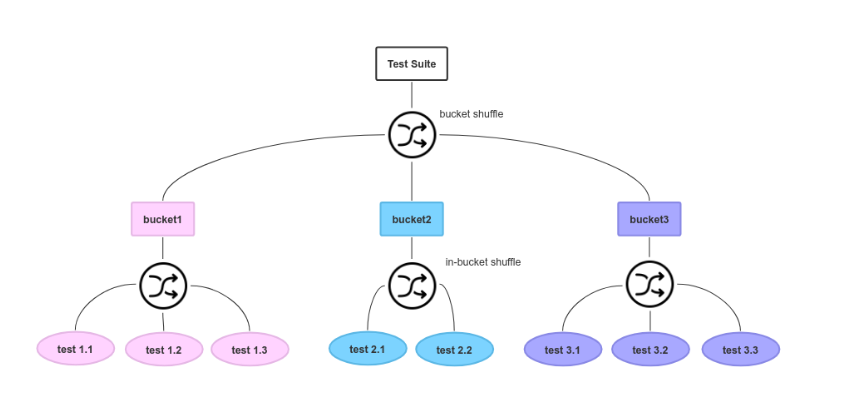 Test Suite
bucket shuffle
bucket1
bucket2
bucket3
in-bucket shuffle
test 1.1
test 1.2
test 1.3
test 2.1
test 2.2
test 3.1
test 3.2
test 3.3